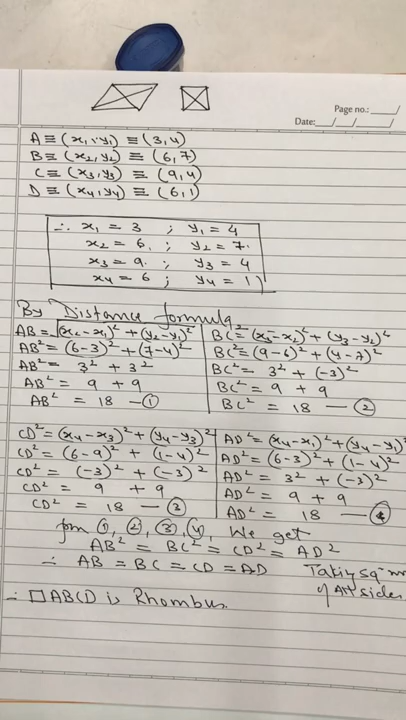 Page no.:
Date:
A ≡ (x₁, y₁) ≡ (3,4)
B ≡ (x₂, y₂) ≡ (6,7)
C ≡ (x₃, y₃) ≡ (9,4)
D ≡ (x₄, y₄) ≡ (6,1)
∴ x₁ = 3 ; y₁ = 4
x₂ = 6, ; y₂ = 7.
x₃ = 9. ; y₃ = 4
x₄ = 6 ; y₄ = 1
By Distance formula
AB = √(x₂-x₁)² + (y₂-y₁)²
AB² = (6-3)² + (7-4)²
AB² = 3² + 3²
AB² = 9 + 9
AB² = 18 — ①
BC² = (x₃-x₂)² + (y₃-y₂)²
BC² = (9-6)² + (4-7)²
BC² = 3² + (-3)²
BC² = 9 + 9
BC² = 18 — ②
CD² = (x₄-x₃)² + (y₄-y₃)²
CD² = (6-9)² + (1-4)²
CD² = (-3)² + (-3)²
CD² = 9 + 9
CD² = 18 — ③
AD² = (x₄-x₁)² + (y₄-y₁)²
AD² = (6-3)² + (1-4)²
AD² = 3² + (-3)²
AD² = 9 + 9
AD² = 18 — ④
from ①, ②, ③, ④, We get
AB² = BC² = CD² = AD²
∴ AB = BC = CD = AD
Taking sq
of sides
∴ □ABCD is Rhombus.